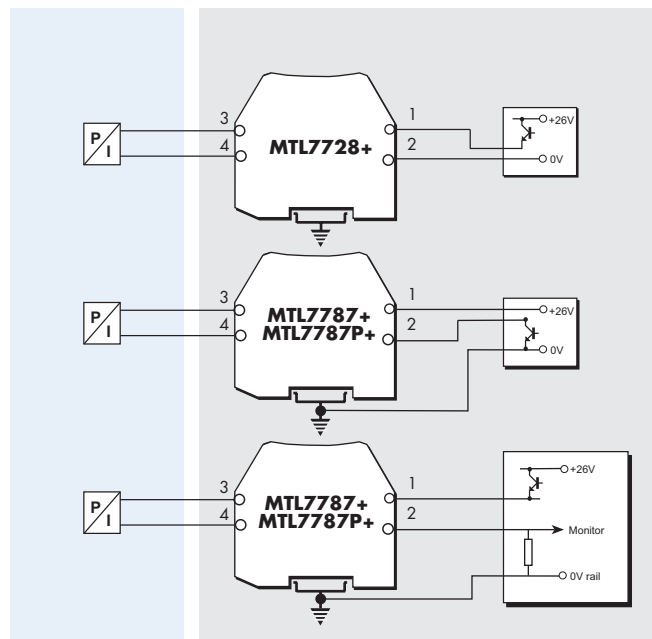 3
4
P
I
MTL7728+
1
2
+26V
0V
3
4
P
I
MTL7787+
MTL7787P+
1
2
+26V
0V
3
4
P
I
MTL7787+
MTL7787P+
1
2
+26V
Monitor
0V rail